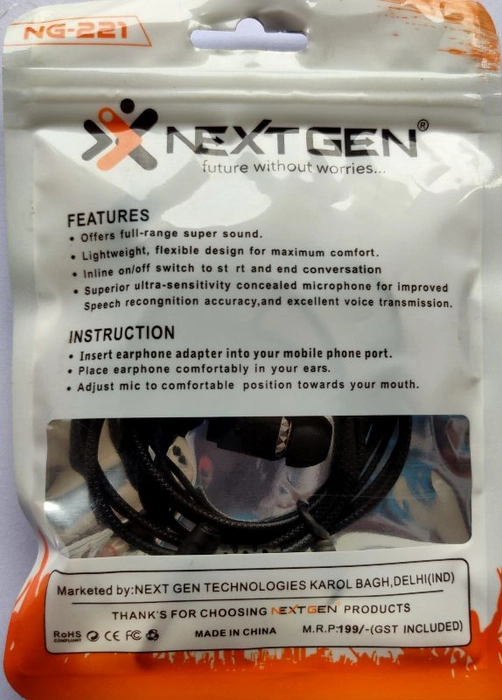 NG-221
NEXT GEN®
future without worries...
FEATURES
• Offers full-range super sound.
• Lightweight, flexible design for maximum comfort.
• Inline on/off switch to st rt and end conversation
• Superior ultra-sensitivity concealed microphone for improved
Speech recongnition accuracy,and excellent voice transmission.
INSTRUCTION
• Insert earphone adapter into your mobile phone port.
• Place earphone comfortably in your ears.
• Adjust mic to comfortable position towards your mouth.
Marketed by:NEXT GEN TECHNOLOGIES KAROL BAGH,DELHI(IND)
THANK'S FOR CHOOSING NEXTGEN PRODUCTS
RoHS COMPLIANT CE FC MADE IN CHINA M.R.P:199/-(GST INCLUDED)